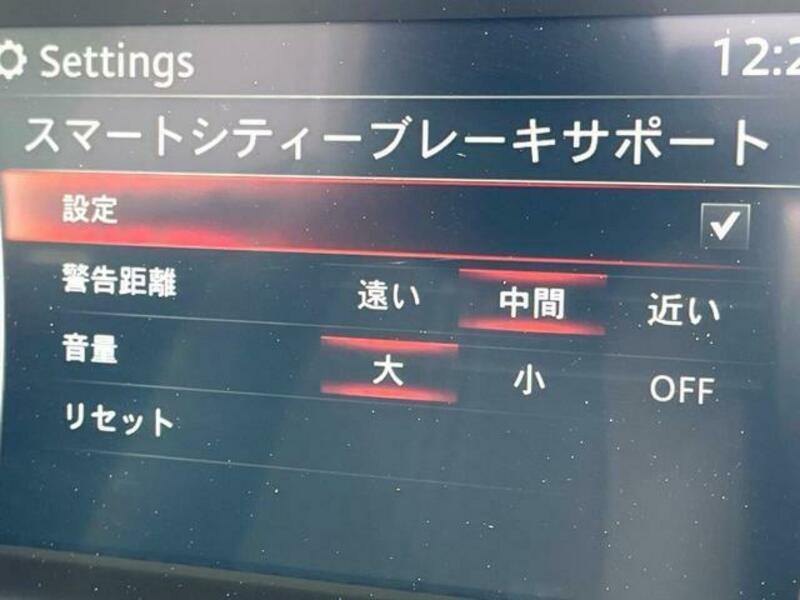 Settings 12:2
スマートシティーブレーキサポート
設定
警告距離 遠い 中間 近い
音量 大 小 OFF
リセット